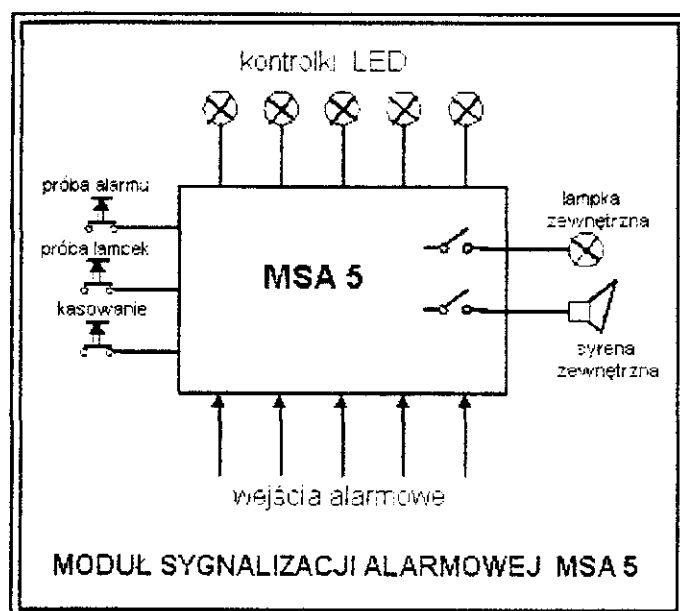 kontrolki LED
próba alarmu
próba lampek
kasowanie
MSA 5
lampka
zewnętrzna
syrena
zewnętrzna
wejścia alarmowe
MODUŁ SYGNALIZACJI ALARMOWEJ MSA 5